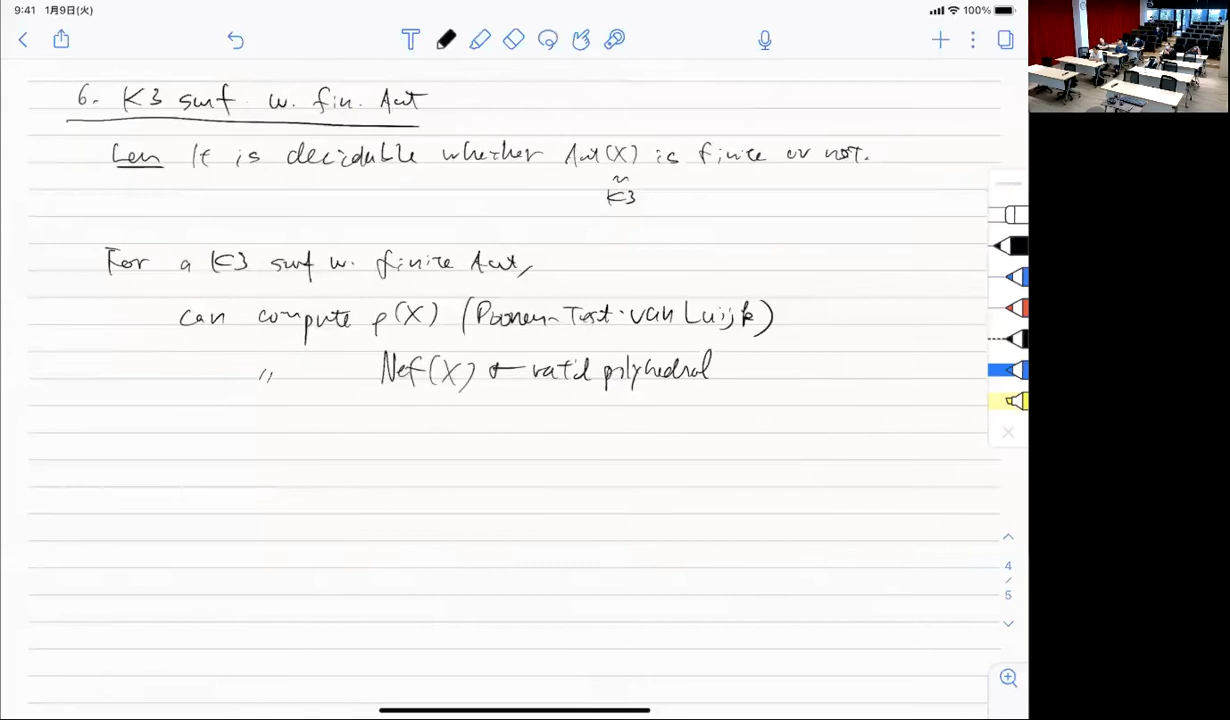 9:41 1月9日(火) 100%
6. K3 surf w. fin. Aut
Lem It is decidable whether Aut(X) is finite or not.
K3
For a K3 surf w. finite Aut,
can compute ρ(X) (Poonen-Test-van Luijk)
〃 Nef(X) ← rat'l polyhedral
4
/
5